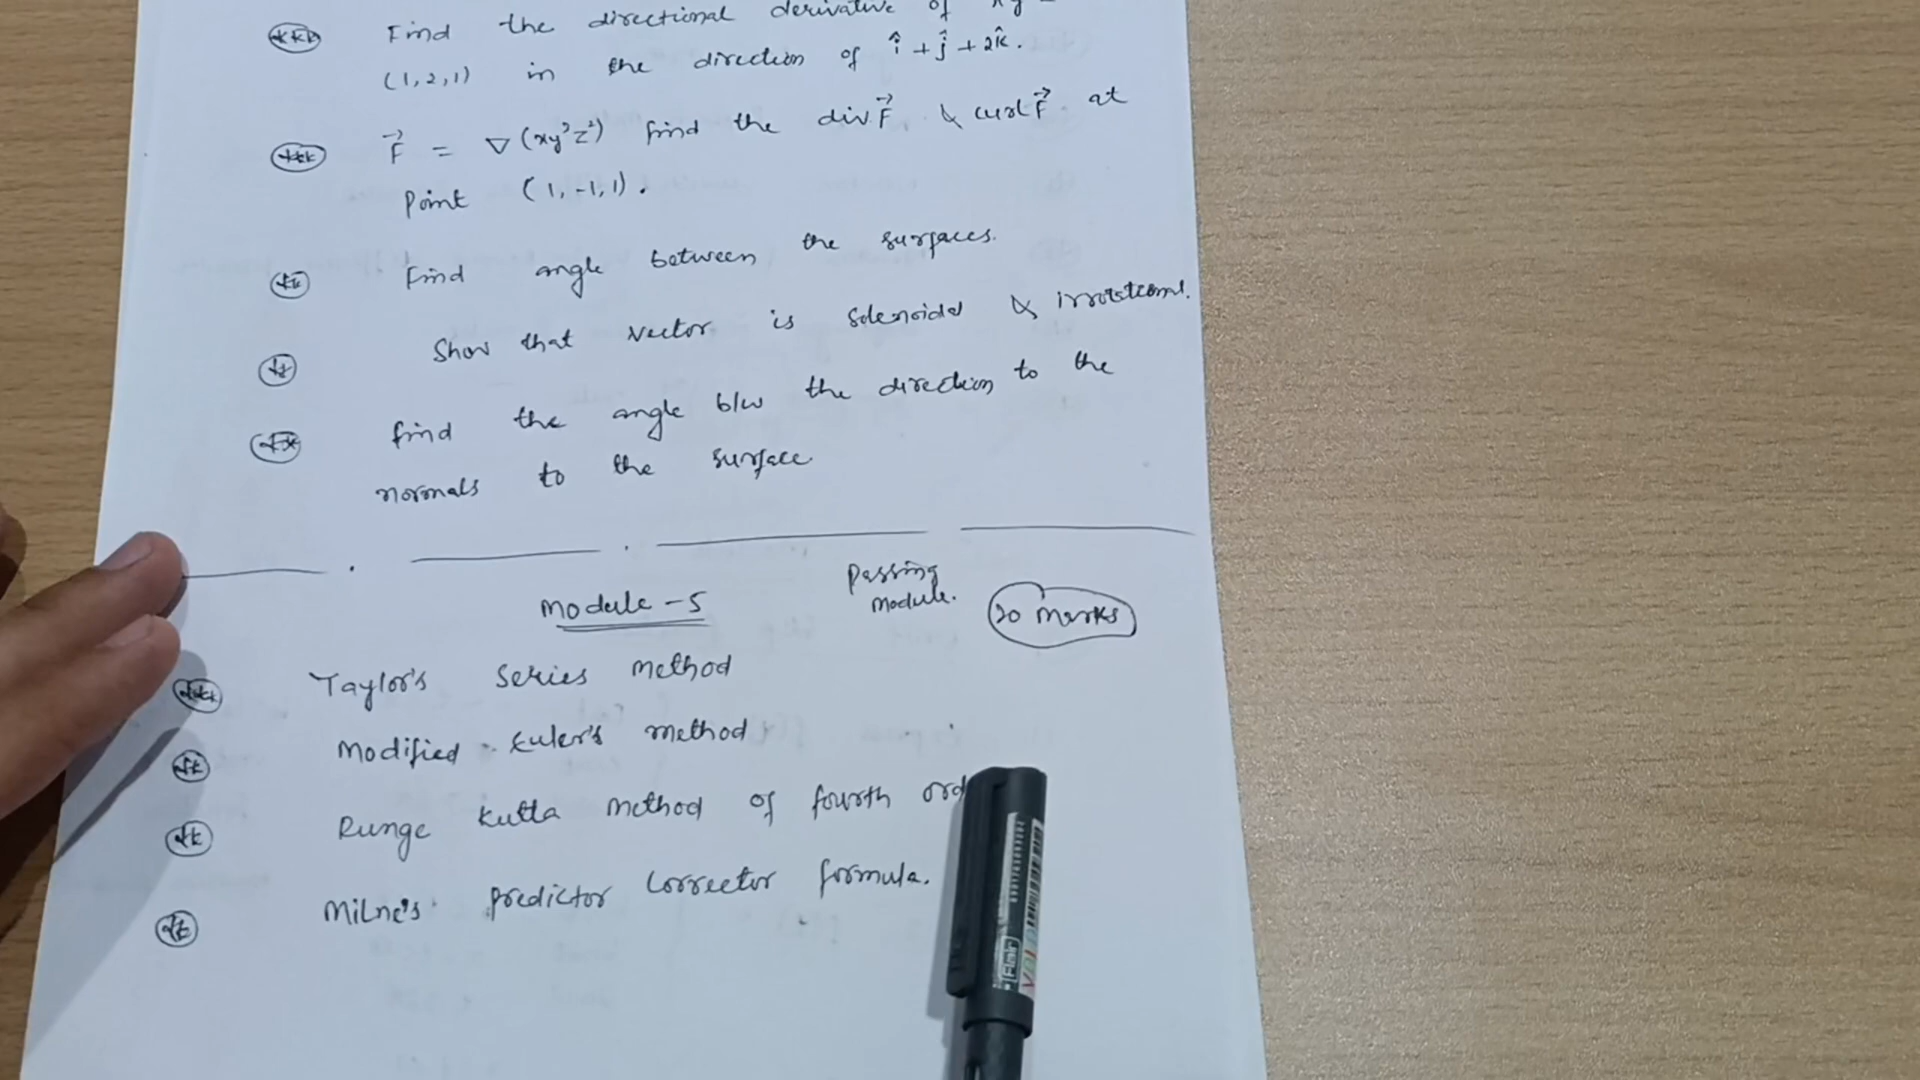 *** Find the directional derivative of xy
(1,2,1) in the direction of î + ĵ + 2k̂.
*** F⃗ = ∇(xy³z²) find the div F⃗ & curl F⃗ at
Point (1,-1,1).
** Find angle between the surfaces.
** Show that vector is solenoidal &
** find the angle b/w the direction to the
normals to the surface
Module -5 Passing module. 20 marks
*** Taylor's series method
** Modified Euler's method
** Runge kutta method of fourth ord
** Milne's predictor corrector formula.
Flair